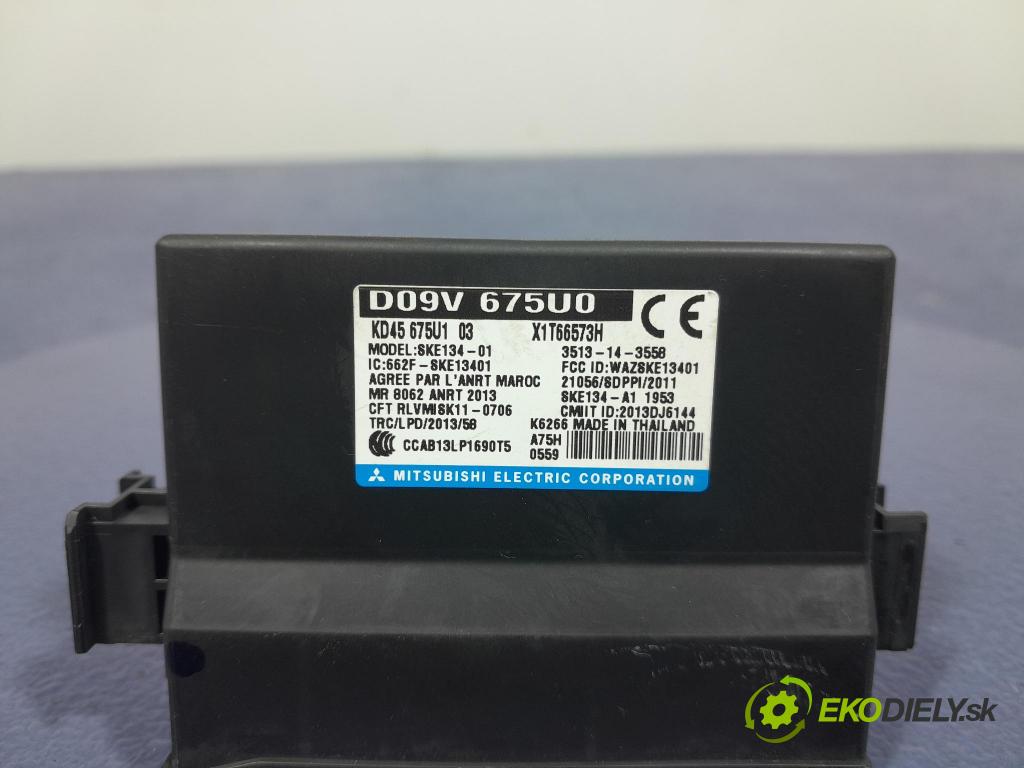 D09V 675U0
CE
KD45 675U1 03 X1T66573H
MODEL:SKE134-01 3513-14-3558
IC:662F-SKE13401 FCC ID:WAZSKE13401
AGREE PAR L'ANRT MAROC 21056/SDPPI/2011
MR 8062 ANRT 2013 SKE134-A1 1953
CFT RLVMISK11-0706 CMIIT ID:2013DJ6144
TRC/LPD/2013/58 K6266 MADE IN THAILAND
CCAB13LP1690T5 A75H
0559
MITSUBISHI ELECTRIC CORPORATION
EKODIELY.sk